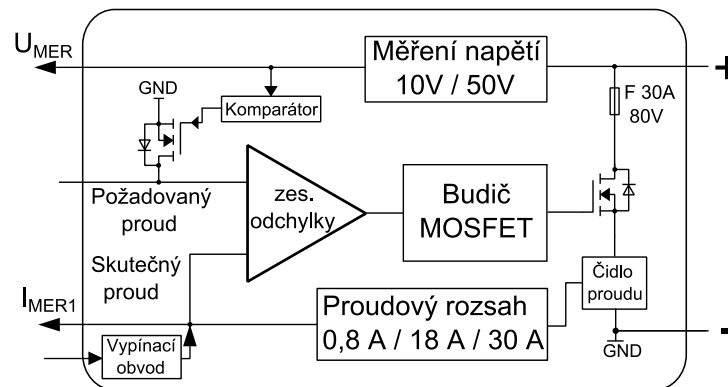 U_MER
Měření napětí
10V / 50V
+
GND
Komparátor
F 30A
80V
Požadovaný
proud
zes.
odchylky
Budič
MOSFET
Skutečný
proud
Čidlo
proudu
I_MER1
Proudový rozsah
0,8 A / 18 A / 30 A
-
GND
Vypínací
obvod